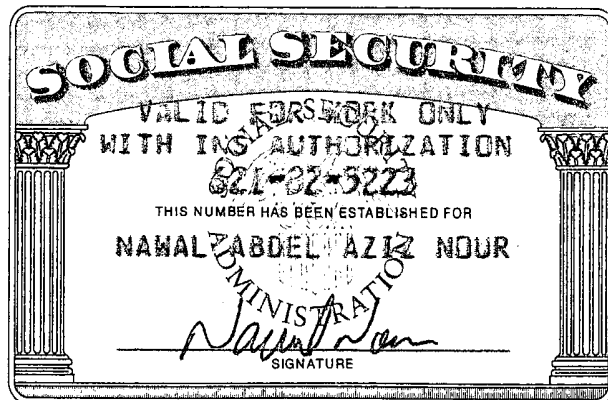 SOCIAL SECURITY
VALID FOR WORK ONLY
WITH INS AUTHORIZATION
THIS NUMBER HAS BEEN ESTABLISHED FOR
NAWAL ABDEL AZIZ NOUR
ADMINISTRATION
SIGNATURE